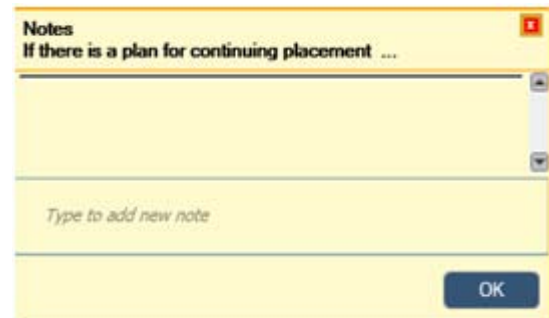 Notes
If there is a plan for continuing placement ...
x
Type to add new note
OK